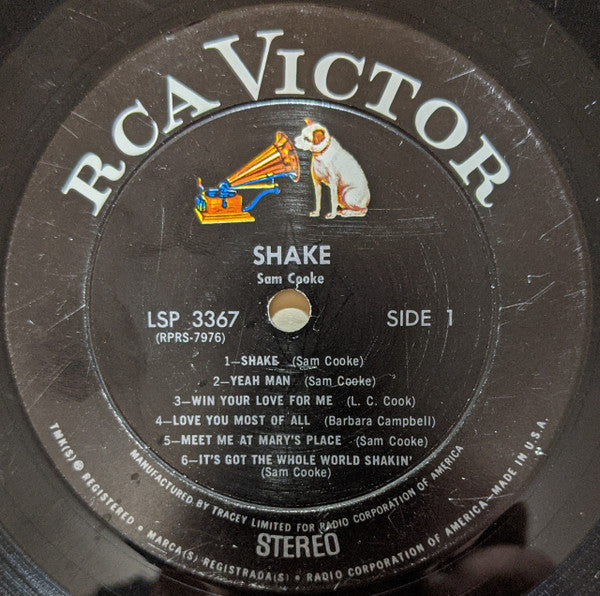 RCA VICTOR
SHAKE
Sam Cooke
LSP 3367
(RPRS-7976)
SIDE 1
1—SHAKE (Sam Cooke)
2—YEAH MAN (Sam Cooke)
3—WIN YOUR LOVE FOR ME (L. C. Cook)
4—LOVE YOU MOST OF ALL (Barbara Campbell)
5—MEET ME AT MARY'S PLACE (Sam Cooke)
6—IT'S GOT THE WHOLE WORLD SHAKIN'
(Sam Cooke)
MANUFACTURED BY TRACEY LIMITED FOR RADIO CORPORATION OF AMERICA
STEREO
TMK(S) ® REGISTERED • MARCA(S) REGISTRADA(S) • RADIO CORPORATION OF AMERICA—MADE IN U.S.A.